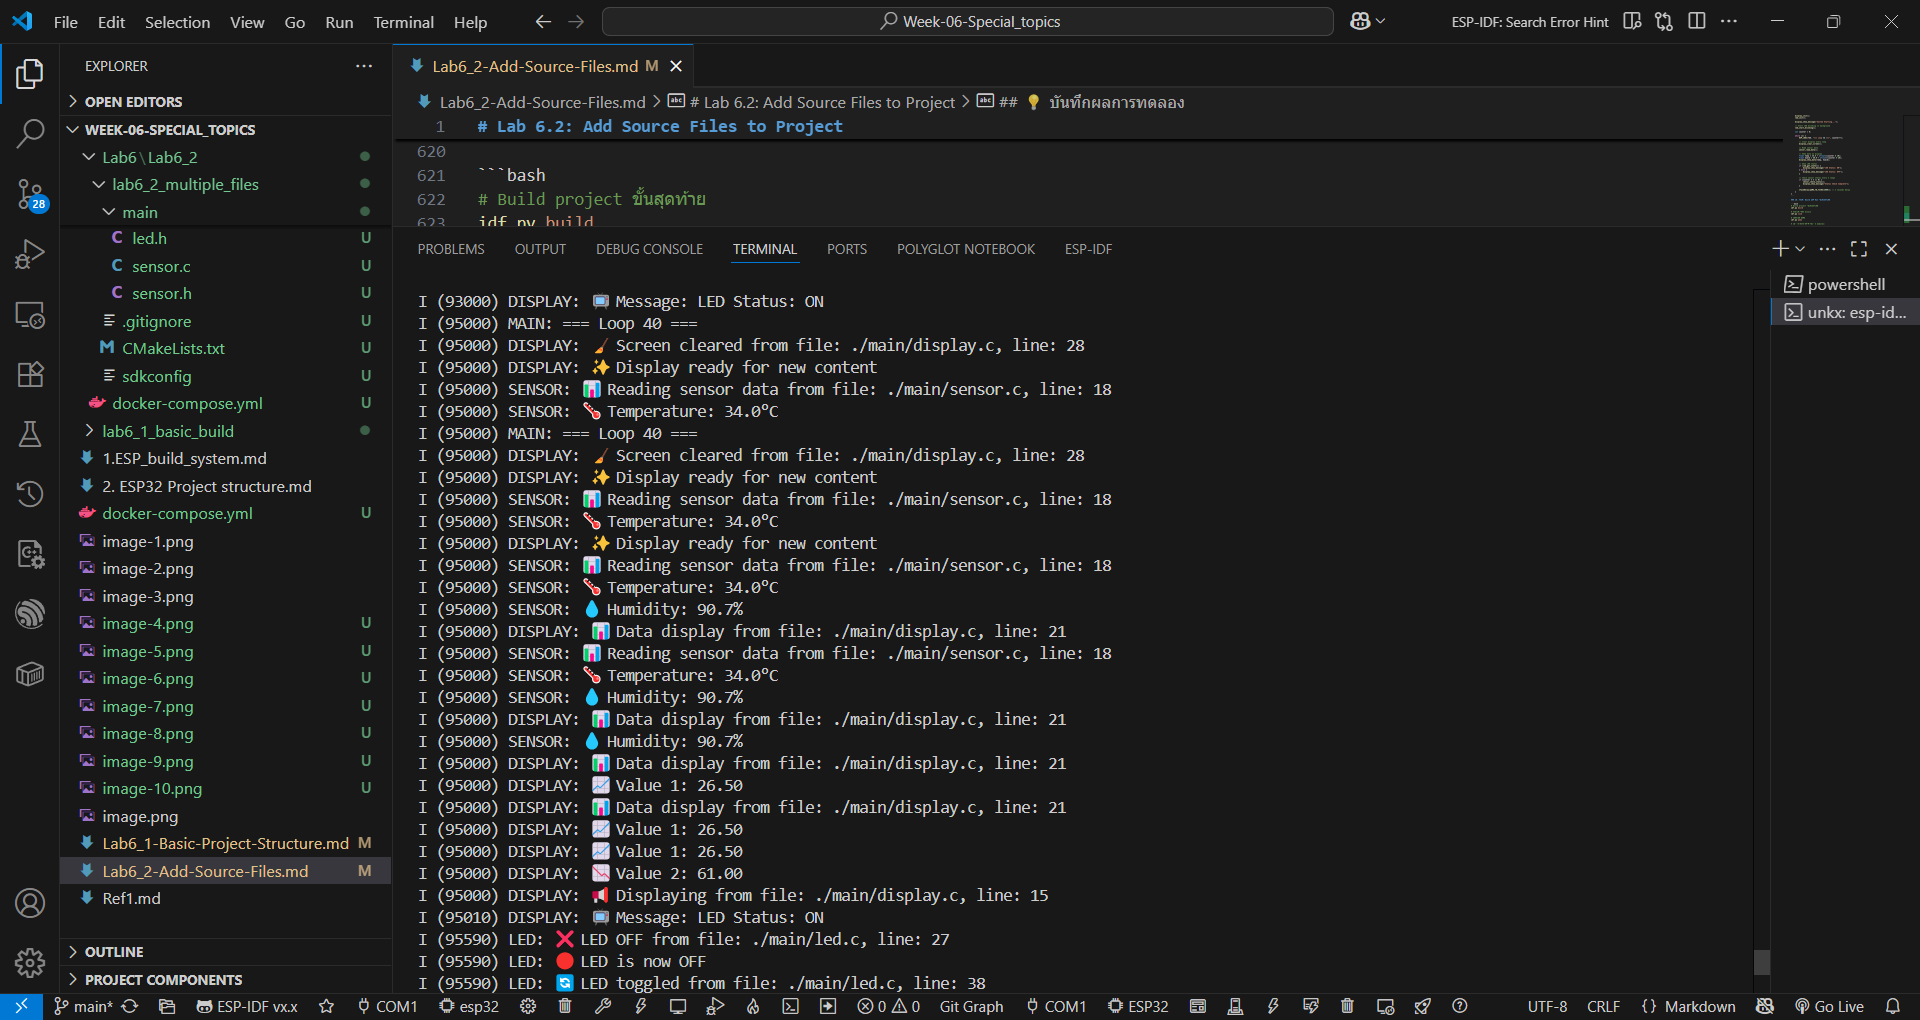 File Edit Selection View Go Run Terminal Help
Week-06-Special_topics
ESP-IDF: Search Error Hint
EXPLORER
OPEN EDITORS
WEEK-06-SPECIAL_TOPICS
Lab6\Lab6_2
lab6_2_multiple_files
main
led.h U
sensor.c U
sensor.h U
.gitignore U
CMakeLists.txt U
sdkconfig U
docker-compose.yml U
lab6_1_basic_build
1.ESP_build_system.md
2. ESP32 Project structure.md
docker-compose.yml U
image-1.png
image-2.png
image-3.png
image-4.png U
image-5.png U
image-6.png U
image-7.png U
image-8.png U
image-9.png U
image-10.png U
image.png
Lab6_1-Basic-Project-Structure.md M
Lab6_2-Add-Source-Files.md M
Ref1.md
OUTLINE
PROJECT COMPONENTS
28
Lab6_2-Add-Source-Files.md M
Lab6_2-Add-Source-Files.md > # Lab 6.2: Add Source Files to Project > ## 💡 บันทึกผลการทดลอง
1 # Lab 6.2: Add Source Files to Project
620
621 ```bash
622 # Build project ขั้นสุดท้าย
623 idf.py build
PROBLEMS OUTPUT DEBUG CONSOLE TERMINAL PORTS POLYGLOT NOTEBOOK ESP-IDF
powershell
unkx: esp-id...
I (93000) DISPLAY: 📺 Message: LED Status: ON
I (95000) MAIN: === Loop 40 ===
I (95000) DISPLAY: 🧹 Screen cleared from file: ./main/display.c, line: 28
I (95000) DISPLAY: ✨ Display ready for new content
I (95000) SENSOR: 📊 Reading sensor data from file: ./main/sensor.c, line: 18
I (95000) SENSOR: 🌡️ Temperature: 34.0°C
I (95000) MAIN: === Loop 40 ===
I (95000) DISPLAY: 🧹 Screen cleared from file: ./main/display.c, line: 28
I (95000) DISPLAY: ✨ Display ready for new content
I (95000) SENSOR: 📊 Reading sensor data from file: ./main/sensor.c, line: 18
I (95000) SENSOR: 🌡️ Temperature: 34.0°C
I (95000) DISPLAY: ✨ Display ready for new content
I (95000) SENSOR: 📊 Reading sensor data from file: ./main/sensor.c, line: 18
I (95000) SENSOR: 🌡️ Temperature: 34.0°C
I (95000) SENSOR: 💧 Humidity: 90.7%
I (95000) DISPLAY: 📊 Data display from file: ./main/display.c, line: 21
I (95000) SENSOR: 📊 Reading sensor data from file: ./main/sensor.c, line: 18
I (95000) SENSOR: 🌡️ Temperature: 34.0°C
I (95000) SENSOR: 💧 Humidity: 90.7%
I (95000) DISPLAY: 📊 Data display from file: ./main/display.c, line: 21
I (95000) SENSOR: 💧 Humidity: 90.7%
I (95000) DISPLAY: 📊 Data display from file: ./main/display.c, line: 21
I (95000) DISPLAY: 📈 Value 1: 26.50
I (95000) DISPLAY: 📊 Data display from file: ./main/display.c, line: 21
I (95000) DISPLAY: 📈 Value 1: 26.50
I (95000) DISPLAY: 📈 Value 1: 26.50
I (95000) DISPLAY: 📉 Value 2: 61.00
I (95000) DISPLAY: 📢 Displaying from file: ./main/display.c, line: 15
I (95010) DISPLAY: 📺 Message: LED Status: ON
I (95590) LED: ❌ LED OFF from file: ./main/led.c, line: 27
I (95590) LED: 🔴 LED is now OFF
I (95590) LED: 🔄 LED toggled from file: ./main/led.c, line: 38
main* ESP-IDF vx.x COM1 esp32 0 0 Git Graph COM1 ESP32 UTF-8 CRLF {} Markdown Go Live